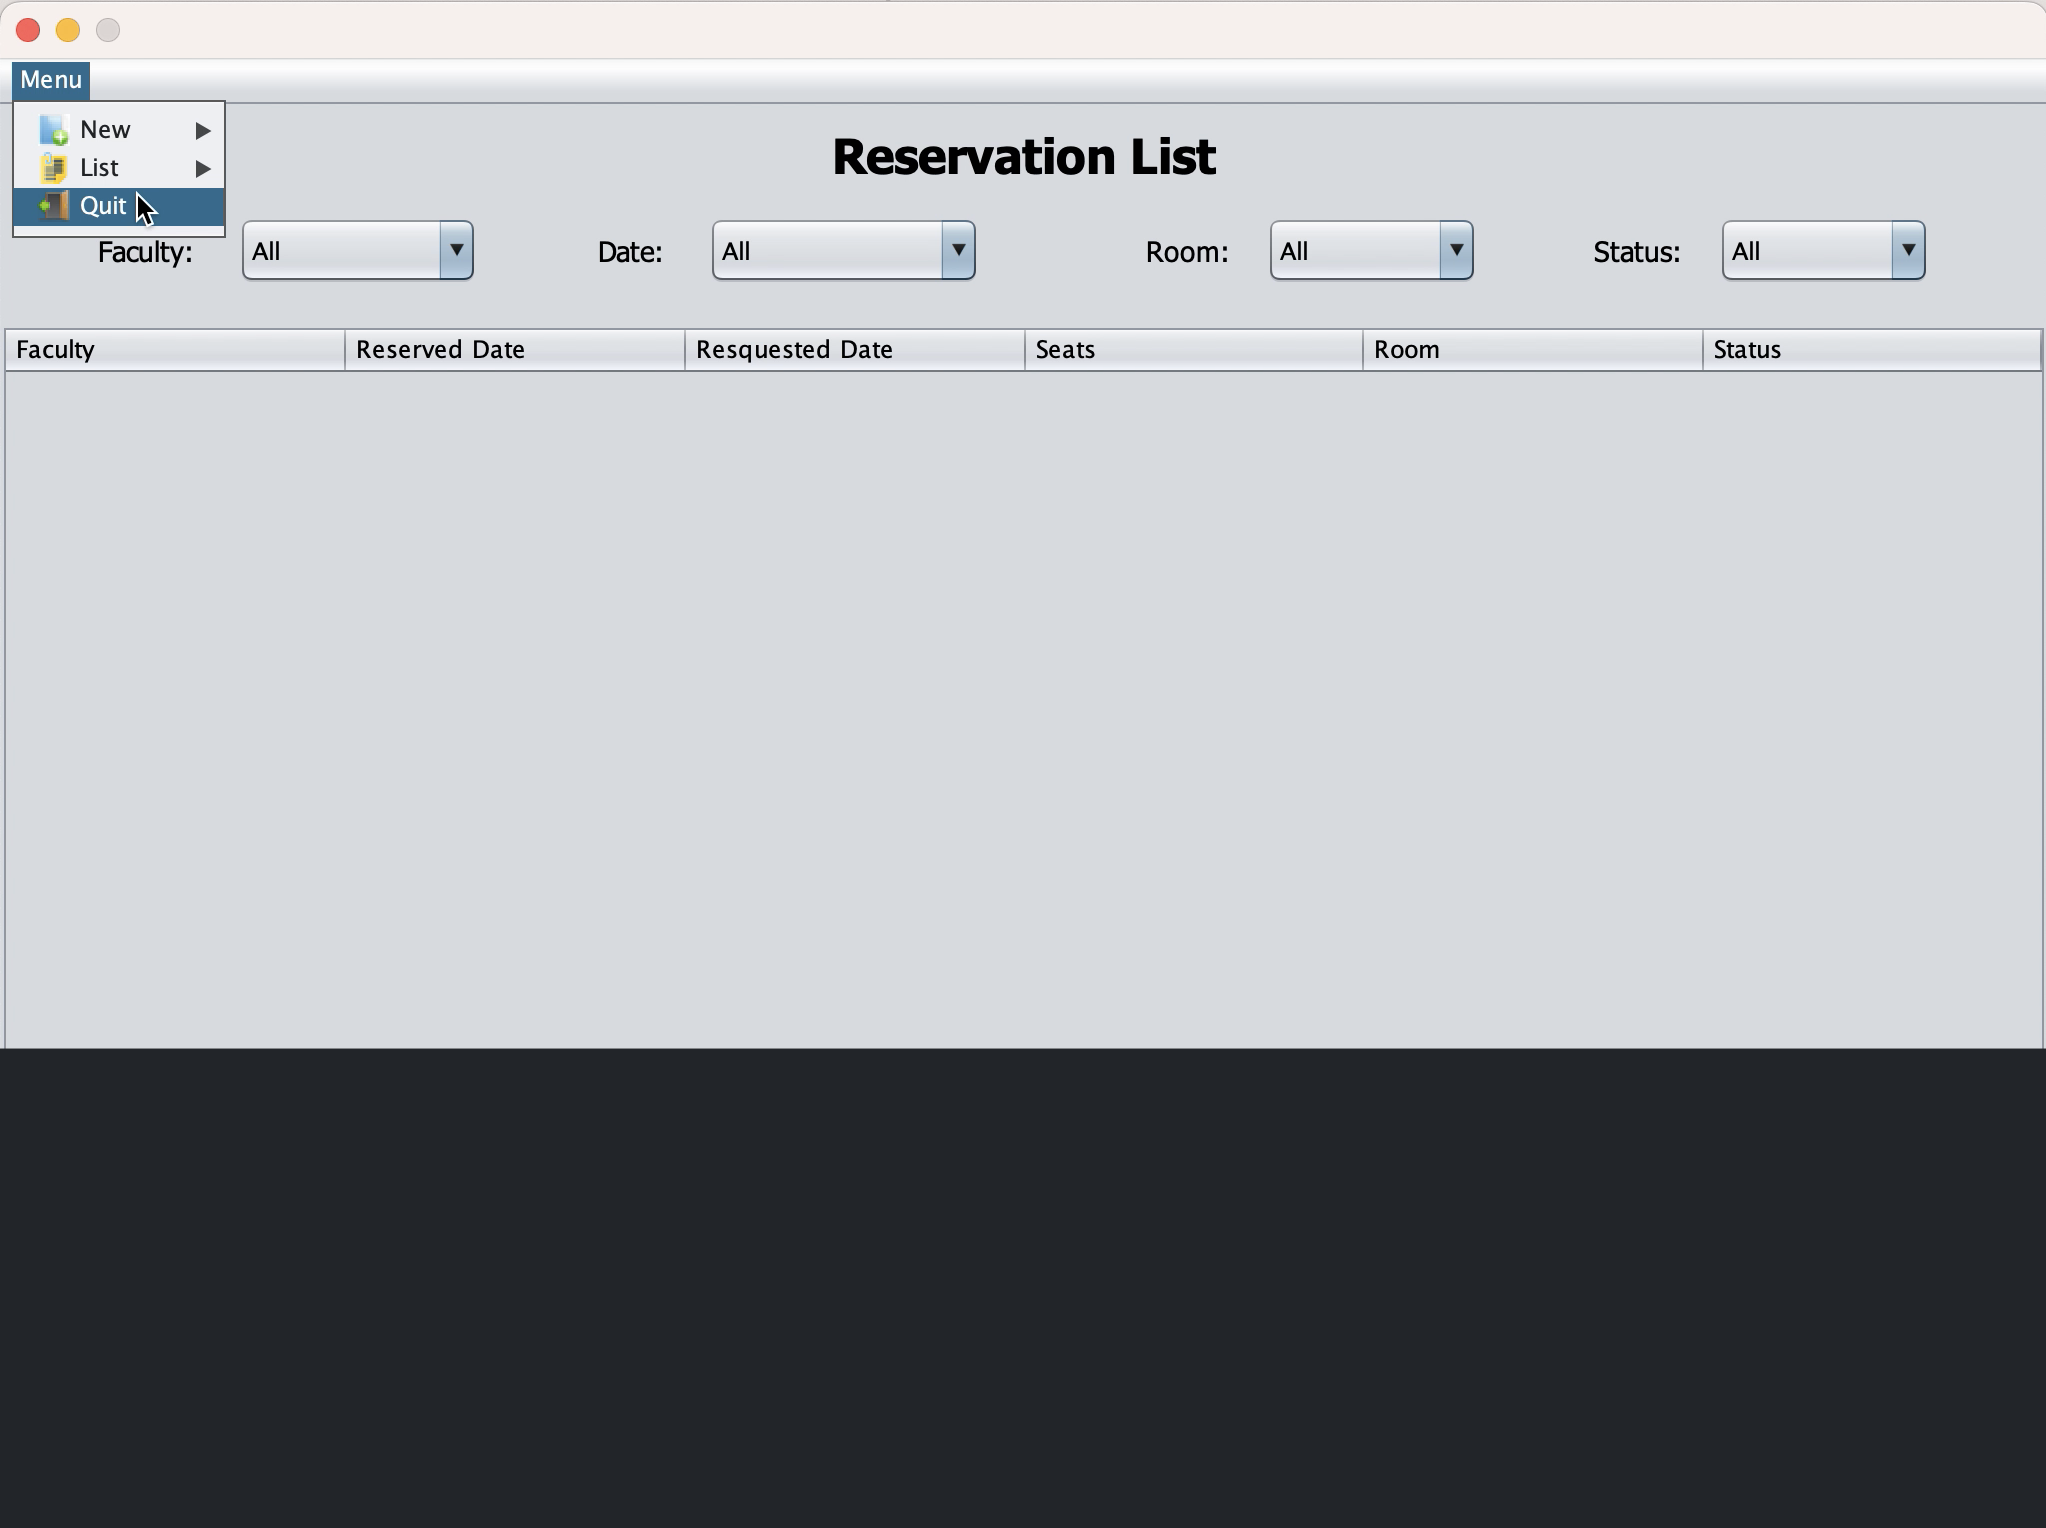 Menu
New
List
Quit
Reservation List
Faculty: All Date: All Room: All Status: All
Faculty Reserved Date Resquested Date Seats Room Status